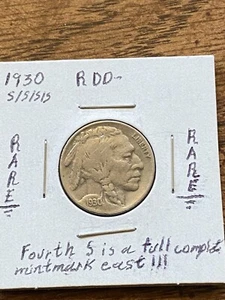 1930 RDD-
S/S/S/S
RARE
RARE
LIBERTY
1930
Fourth S is a full complete
mintmark east!!!